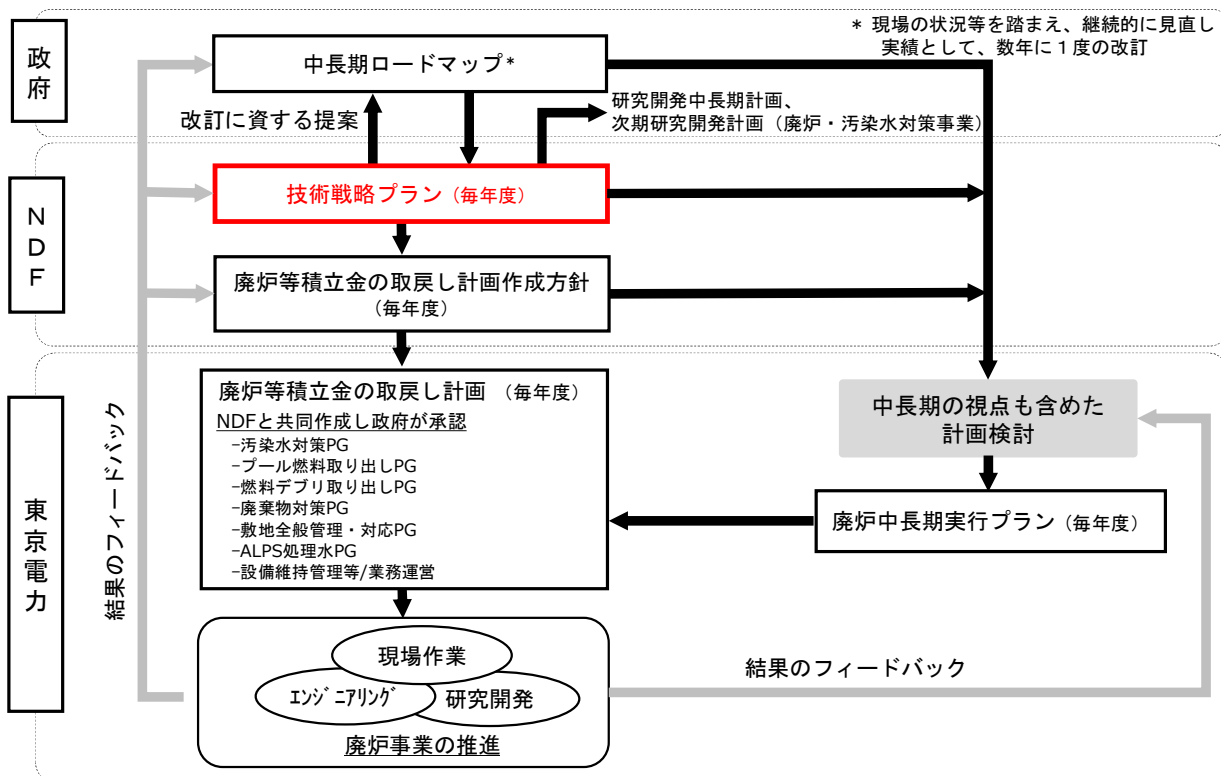 政府
* 現場の状況等を踏まえ、継続的に見直し
実績として、数年に１度の改訂
中長期ロードマップ*
改訂に資する提案
研究開発中長期計画、
次期研究開発計画（廃炉・汚染水対策事業）
NDF
技術戦略プラン（毎年度）
廃炉等積立金の取戻し計画作成方針
（毎年度）
東京電力
結果のフィードバック
廃炉等積立金の取戻し計画 （毎年度）
NDFと共同作成し政府が承認
-汚染水対策PG
-プール燃料取り出しPG
-燃料デブリ取り出しPG
-廃棄物対策PG
-敷地全般管理・対応PG
-ALPS処理水PG
-設備維持管理等/業務運営
中長期の視点も含めた
計画検討
廃炉中長期実行プラン（毎年度）
現場作業
ｴﾝｼﾞﾆｱﾘﾝｸﾞ
研究開発
廃炉事業の推進
結果のフィードバック